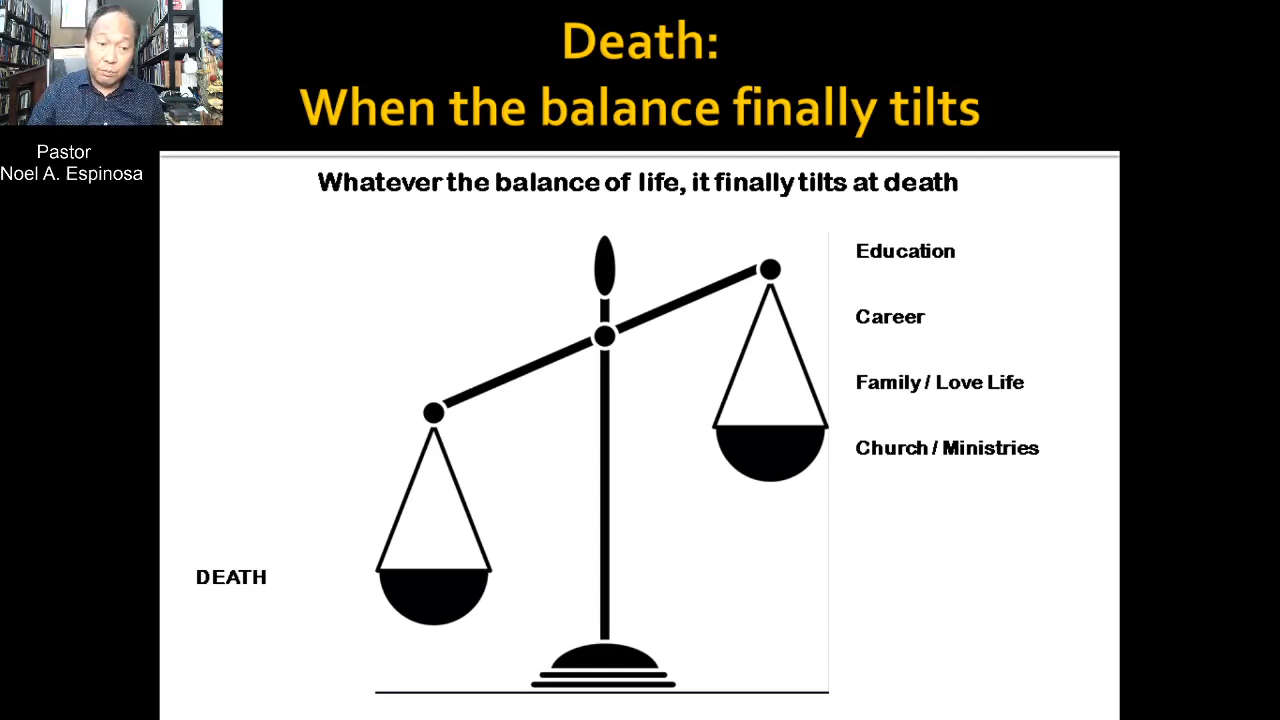 Death:
When the balance finally tilts
Pastor
Noel A. Espinosa
Whatever the balance of life, it finally tilts at death
Education
Career
Family / Love Life
Church / Ministries
DEATH